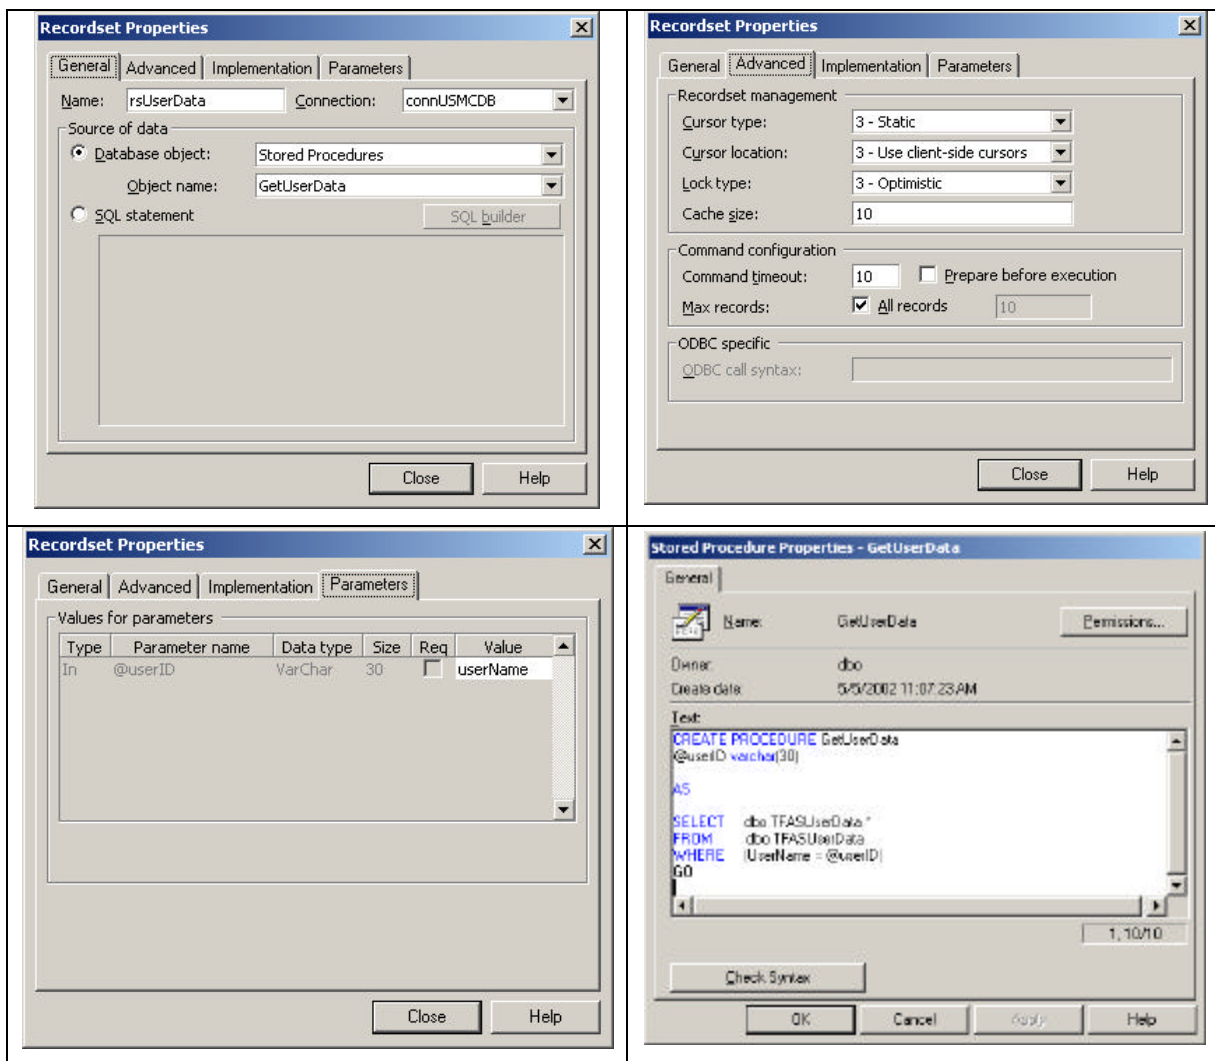 Recordset Properties
General Advanced Implementation Parameters
Name: rsUserData Connection: connUSMCDB
Source of data
Database object: Stored Procedures
Object name: GetUserData
SQL statement SQL builder
Close Help
Recordset Properties
General Advanced Implementation Parameters
Recordset management
Cursor type: 3 - Static
Cursor location: 3 - Use client-side cursors
Lock type: 3 - Optimistic
Cache size: 10
Command configuration
Command timeout: 10 Prepare before execution
Max records: All records 10
ODBC specific
ODBC call syntax:
Close Help
Recordset Properties
General Advanced Implementation Parameters
Values for parameters
Type Parameter name Data type Size Req Value
In @userID VarChar 30 userName
Close Help
Stored Procedure Properties - GetUserData
General
Name: GetUserData Permissions...
Owner: dbo
Create date: 5/5/2002 11:07:23 AM
Text:
CREATE PROCEDURE GetUserData
@userID varchar(30)
AS
SELECT dbo.TFASUserData.*
FROM dbo.TFASUserData
WHERE (UserName = @userID)
GO
1, 10/10
Check Syntax
OK Cancel Apply Help